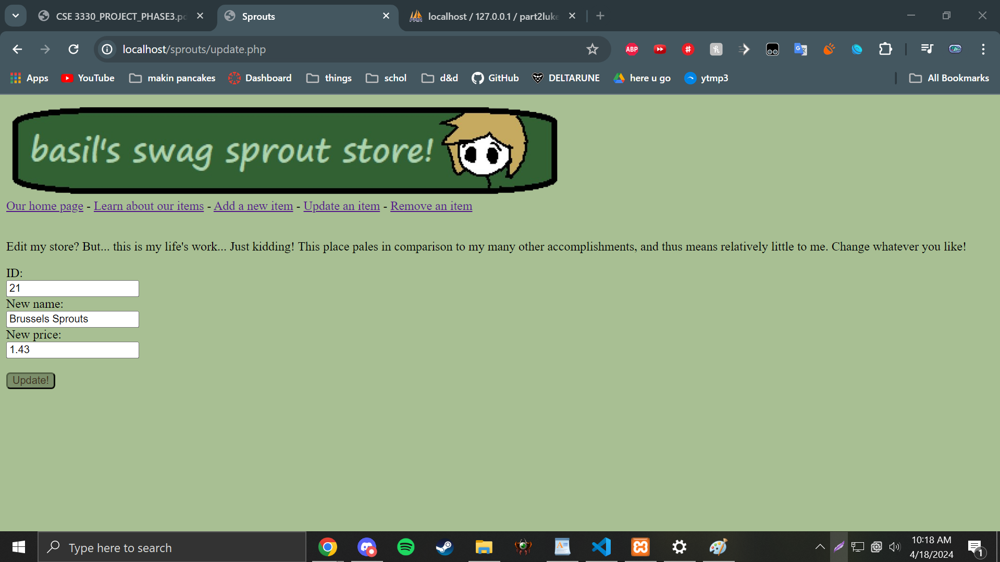 CSE 3330_PROJECT_PHASE3.pd
Sprouts
localhost / 127.0.0.1 / part2luke
localhost/sprouts/update.php
ABP
Apps
YouTube
makin pancakes
Dashboard
things
schol
d&d
GitHub
DELTARUNE
here u go
ytmp3
All Bookmarks
basil's swag sprout store!
Our home page - Learn about our items - Add a new item - Update an item - Remove an item
Edit my store? But... this is my life's work... Just kidding! This place pales in comparison to my many other accomplishments, and thus means relatively little to me. Change whatever you like!
ID:
21
New name:
Brussels Sprouts
New price:
1.43
Update!
Type here to search
10:18 AM
4/18/2024
1